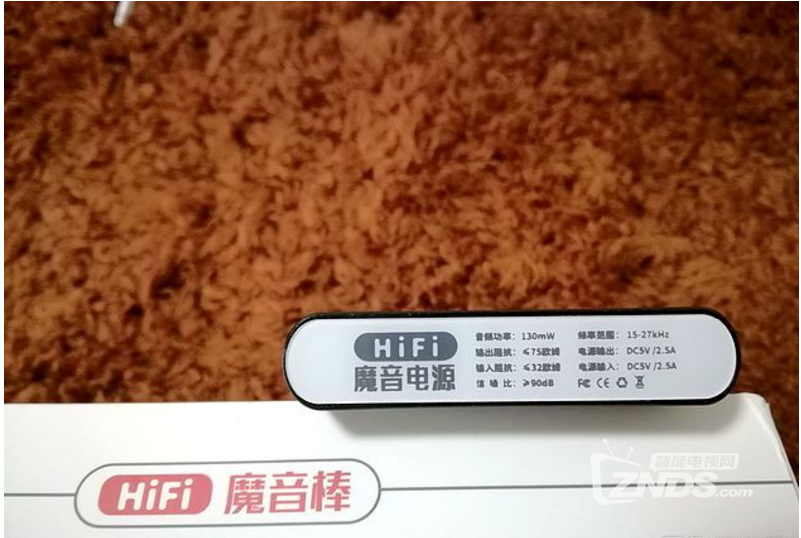 HiFi
魔音电源
音频功率：130mW
输出阻抗：≤75欧姆
输入阻抗：≤32欧姆
信噪比：≥90dB
频率范围：15-27kHz
电源输出：DC5V/2.5A
电源输入：DC5V/2.5A
FC CE
HiFi 魔音棒
智能电视网
ZNDS.com